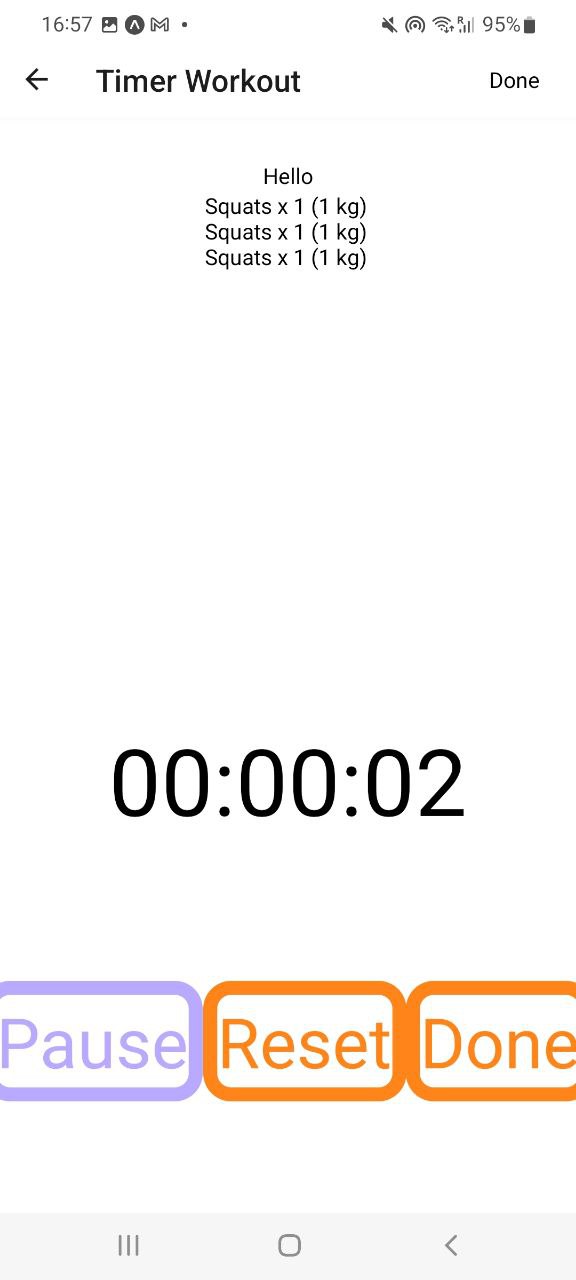 16:57 95%
Timer Workout Done
Hello
Squats x 1 (1 kg)
Squats x 1 (1 kg)
Squats x 1 (1 kg)
00:00:02
Pause Reset Done